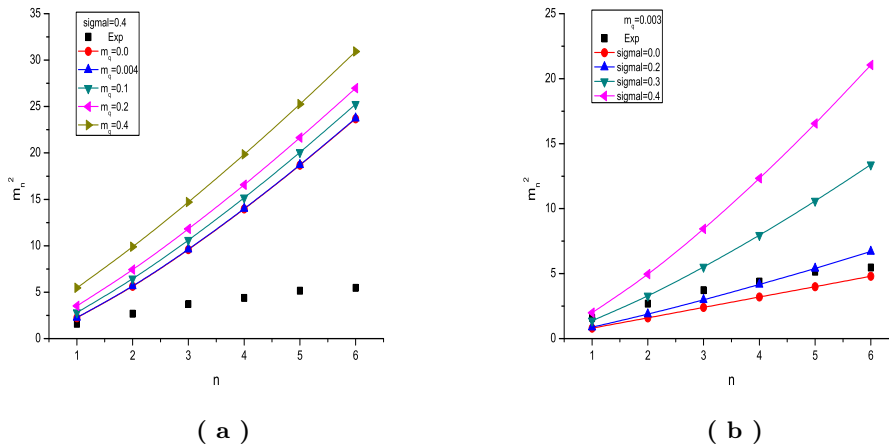 sigmal=0.4
Exp
m_q=0.0
m_q=0.004
m_q=0.1
m_q=0.2
m_q=0.4
35
30
25
20
15
10
5
0
m_n^2
1 2 3 4 5 6
n
( a )
m_q=0.003
Exp
sigmal=0.0
sigmal=0.2
sigmal=0.3
sigmal=0.4
25
20
15
10
5
0
m_n^2
1 2 3 4 5 6
n
( b )